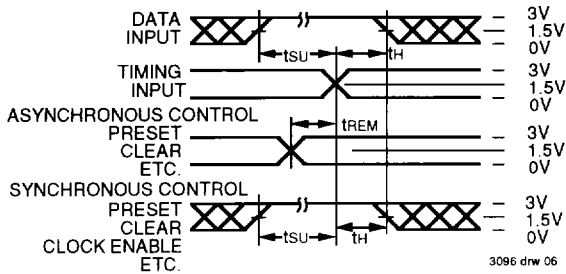 DATA
INPUT
3V
1.5V
0V
tSU
tH
TIMING
INPUT
3V
1.5V
0V
ASYNCHRONOUS CONTROL
PRESET
CLEAR
ETC.
tREM
3V
1.5V
0V
SYNCHRONOUS CONTROL
PRESET
CLEAR
CLOCK ENABLE
ETC.
tSU
tH
3V
1.5V
0V
3096 drw 06